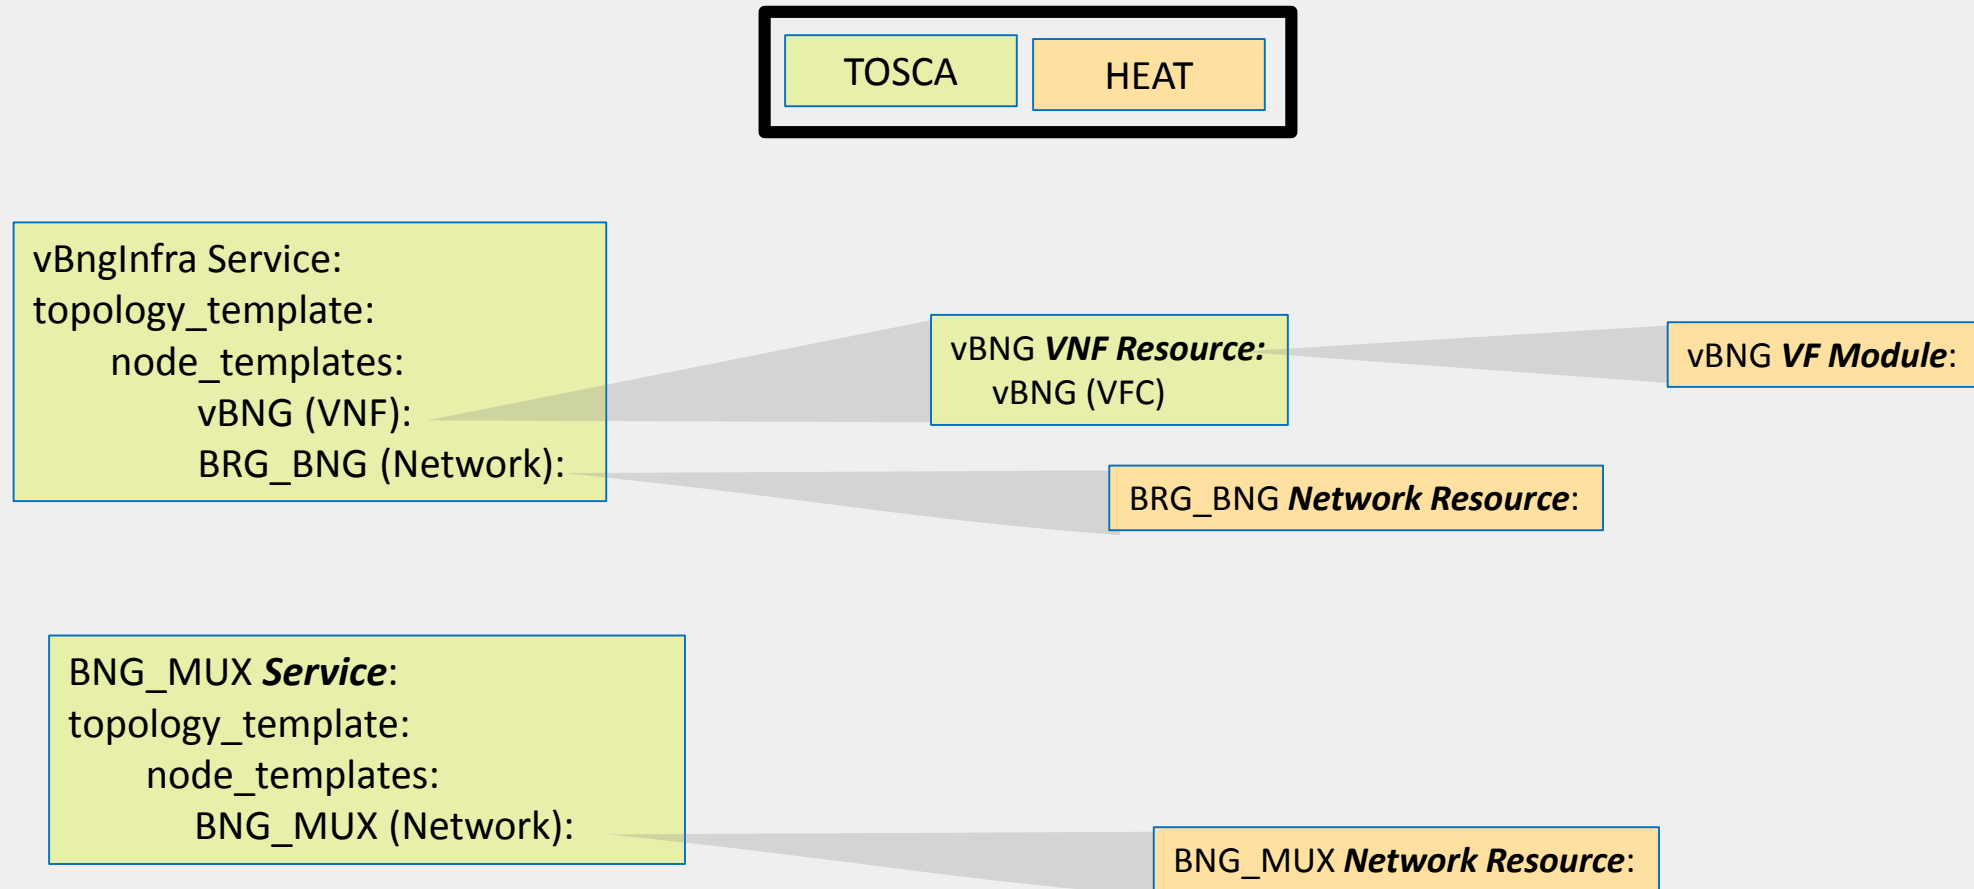 TOSCA
HEAT
vBngInfra Service:
topology_template:
node_templates:
vBNG (VNF):
BRG_BNG (Network):
vBNG VNF Resource:
vBNG (VFC)
vBNG VF Module:
BRG_BNG Network Resource:
BNG_MUX Service:
topology_template:
node_templates:
BNG_MUX (Network):
BNG_MUX Network Resource: